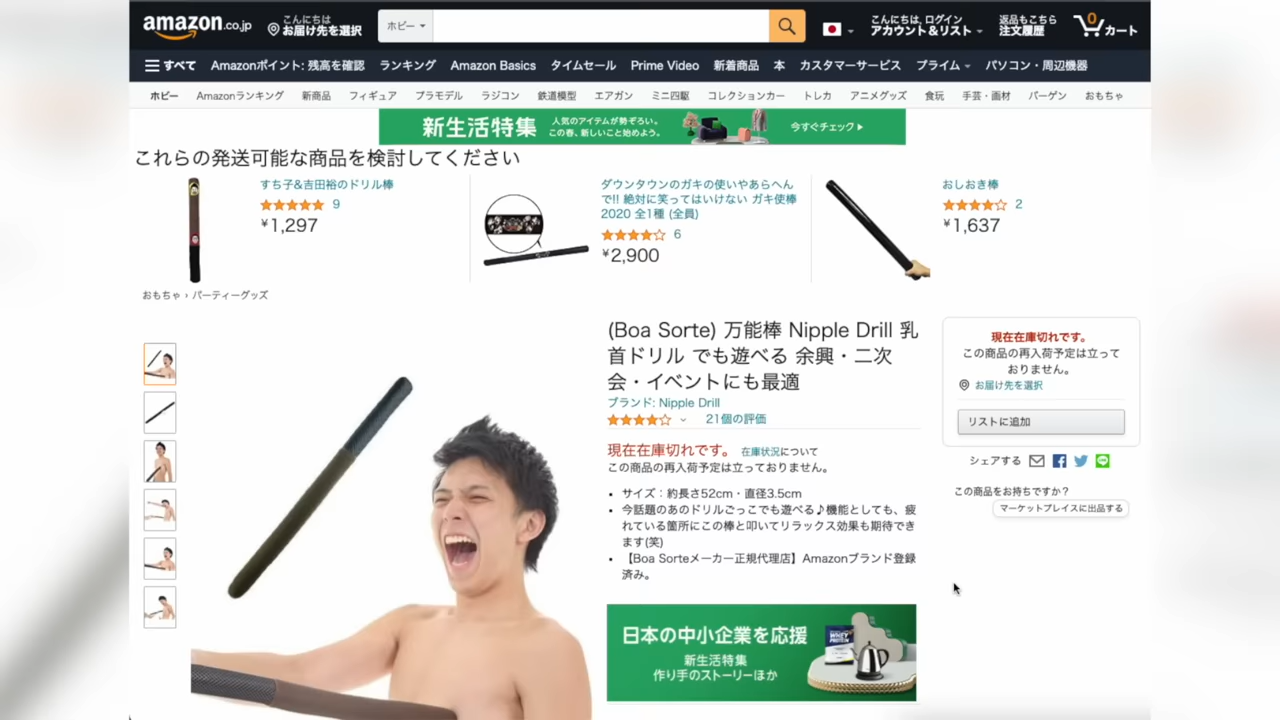 amazon.co.jp
こんにちは
お届け先を選択
ホビー
こんにちは, ログイン
アカウント&リスト
返品もこちら
注文履歴
0
カート
すべて
Amazonポイント: 残高を確認
ランキング
Amazon Basics
タイムセール
Prime Video
新着商品
本
カスタマーサービス
プライム
パソコン・周辺機器
ホビー
Amazonランキング
新商品
フィギュア
プラモデル
ラジコン
鉄道模型
エアガン
ミニ四駆
コレクションカー
トレカ
アニメグッズ
食玩
手芸・画材
バーゲン
おもちゃ
新生活特集
人気のアイテムが勢ぞろい。
この春、新しいこと始めよう。
今すぐチェック
これらの発送可能な商品を検討してください
すち子&吉田裕のドリル棒
9
¥1,297
ダウンタウンのガキの使いやあらへん
で!! 絶対に笑ってはいけない ガキ使棒
2020 全1種 (全員)
6
¥2,900
おしおき棒
2
¥1,637
おもちゃ › パーティーグッズ
(Boa Sorte) 万能棒 Nipple Drill 乳
首ドリル でも遊べる 余興・二次
会・イベントにも最適
ブランド: Nipple Drill
21個の評価
現在在庫切れです。 在庫状況について
この商品の再入荷予定は立っておりません。
サイズ：約長さ52cm・直径3.5cm
今話題のあのドリルごっこでも遊べる♪機能としても、疲
れている箇所にこの棒と叩いてリラックス効果も期待でき
ます(笑)
【Boa Sorteメーカー正規代理店】Amazonブランド登録
済み。
日本の中小企業を応援
新生活特集
作り手のストーリーほか
WHEY
PROTEIN
現在在庫切れです。
この商品の再入荷予定は立って
おりません。
お届け先を選択
リストに追加
シェアする
この商品をお持ちですか？
マーケットプレイスに出品する